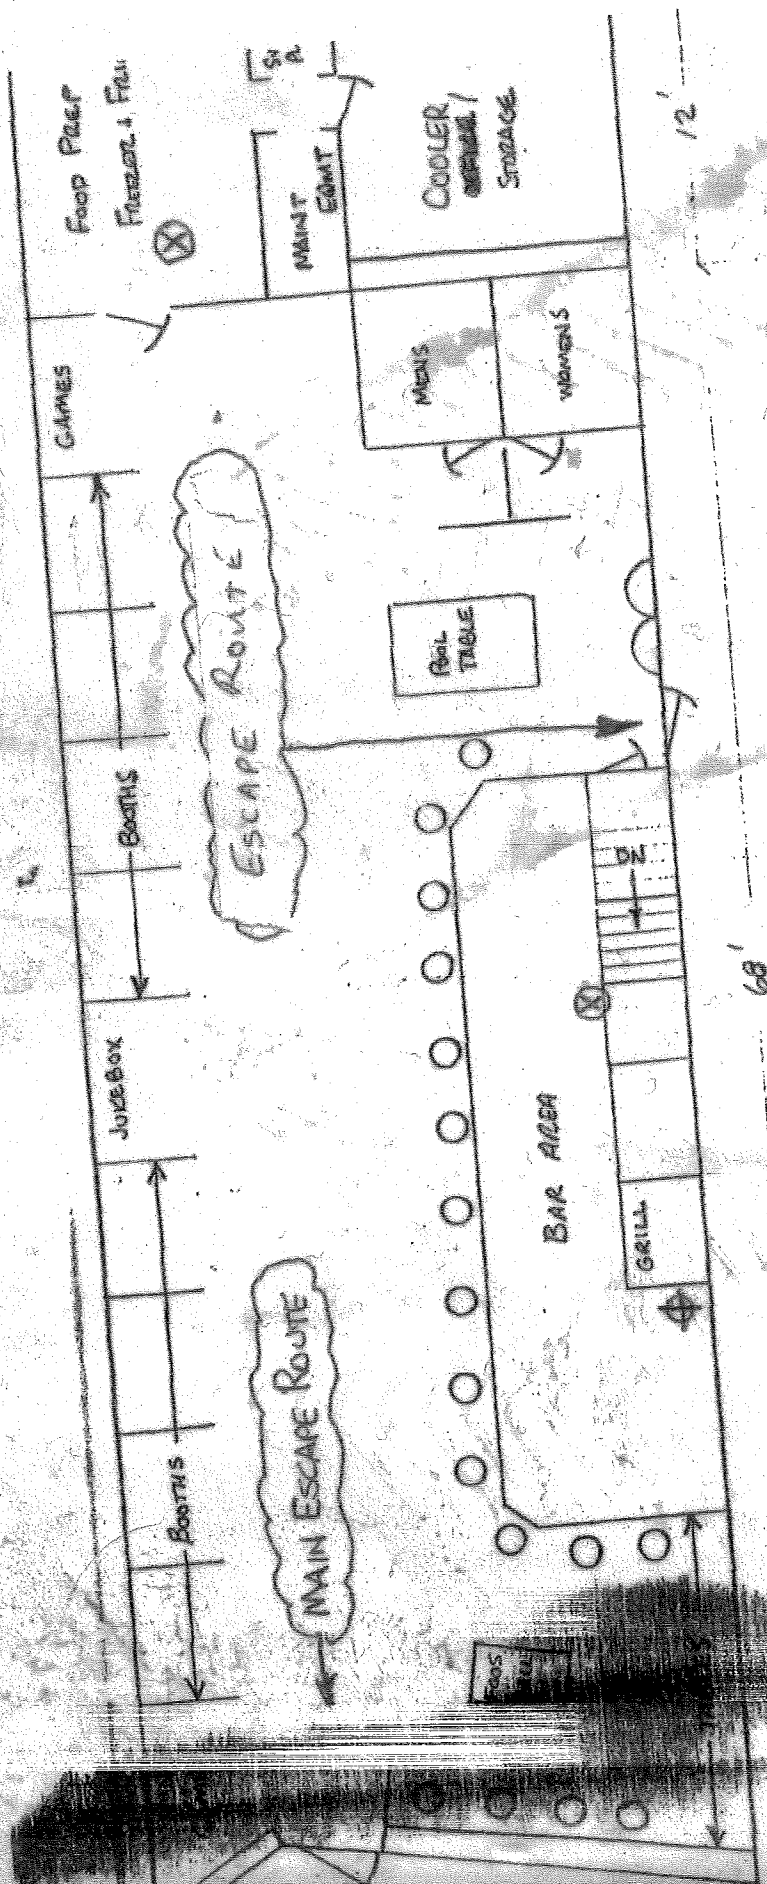 FOOD PREP
FREEZER &
MAINT
EQMT
COOLER
STORAGE
12'
GAMES
MENS
WOMENS
ESCAPE ROUTE
POOL
TABLE
BOOTHS
DN
68'
JUKEBOX
BAR AREA
GRILL
MAIN ESCAPE ROUTE
BOOTHS
FOOS